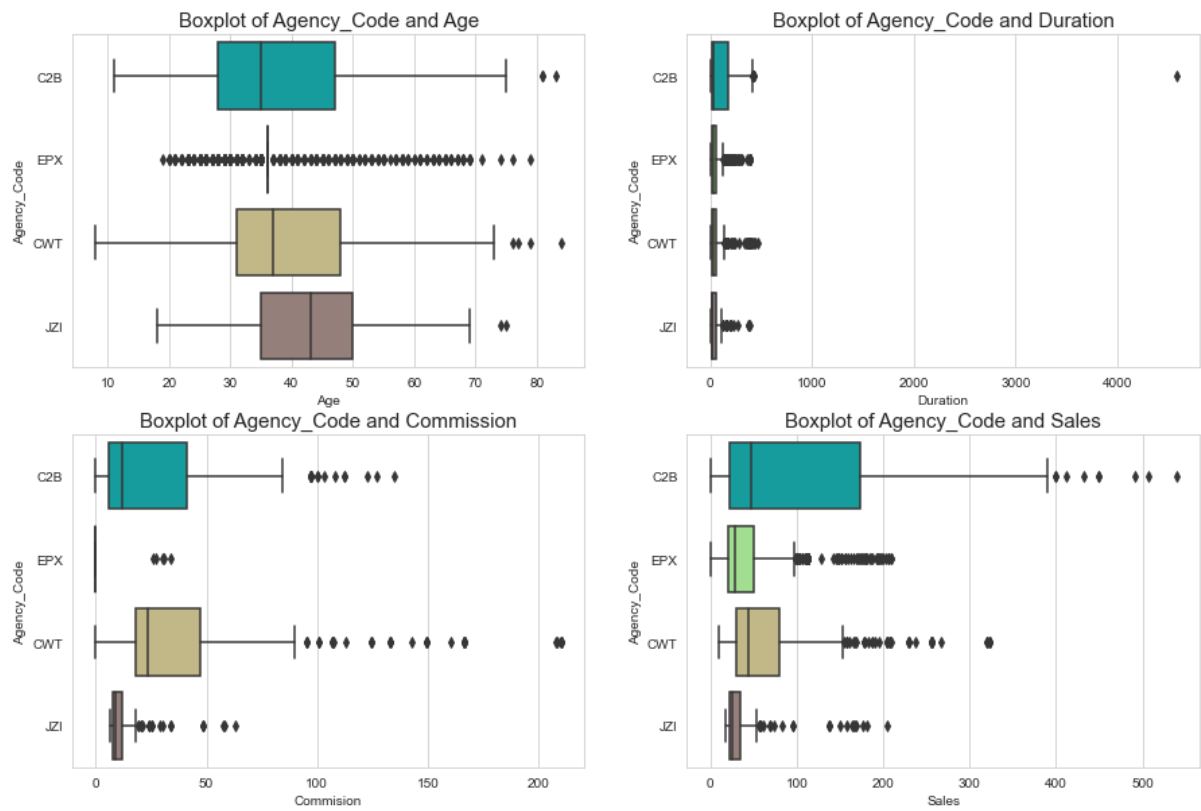 Boxplot of Agency_Code and Age
Agency_Code
C2B
EPX
CWT
JZI
10 20 30 40 50 60 70 80
Age
Boxplot of Agency_Code and Duration
Agency_Code
C2B
EPX
CWT
JZI
0 1000 2000 3000 4000
Duration
Boxplot of Agency_Code and Commission
Agency_Code
C2B
EPX
CWT
JZI
0 50 100 150 200
Commision
Boxplot of Agency_Code and Sales
Agency_Code
C2B
EPX
CWT
JZI
0 100 200 300 400 500
Sales